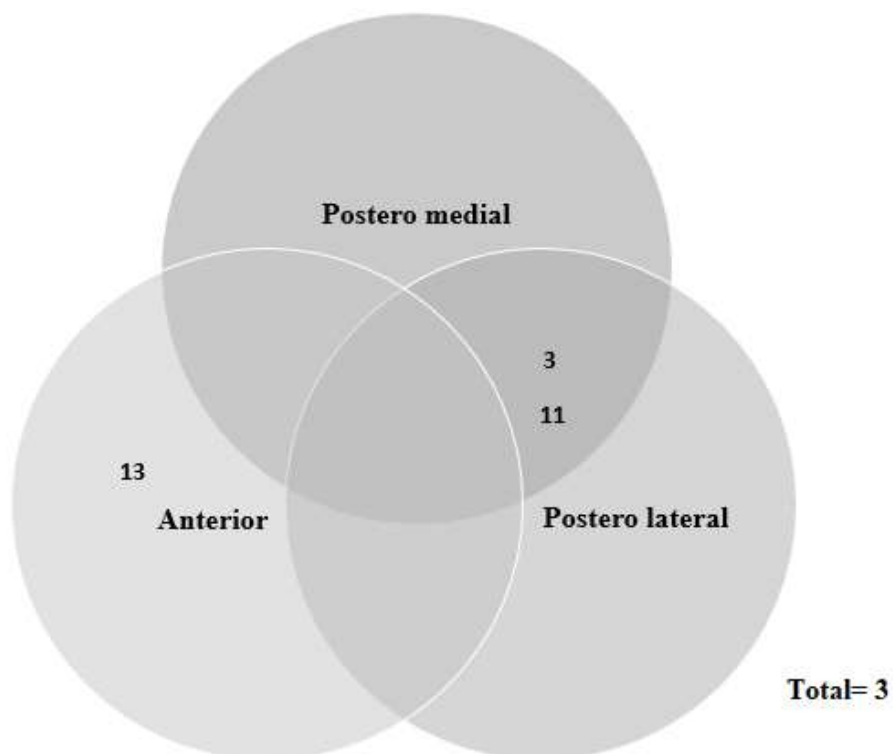 Postero medial
3
11
13
Anterior
Postero lateral
Total= 3